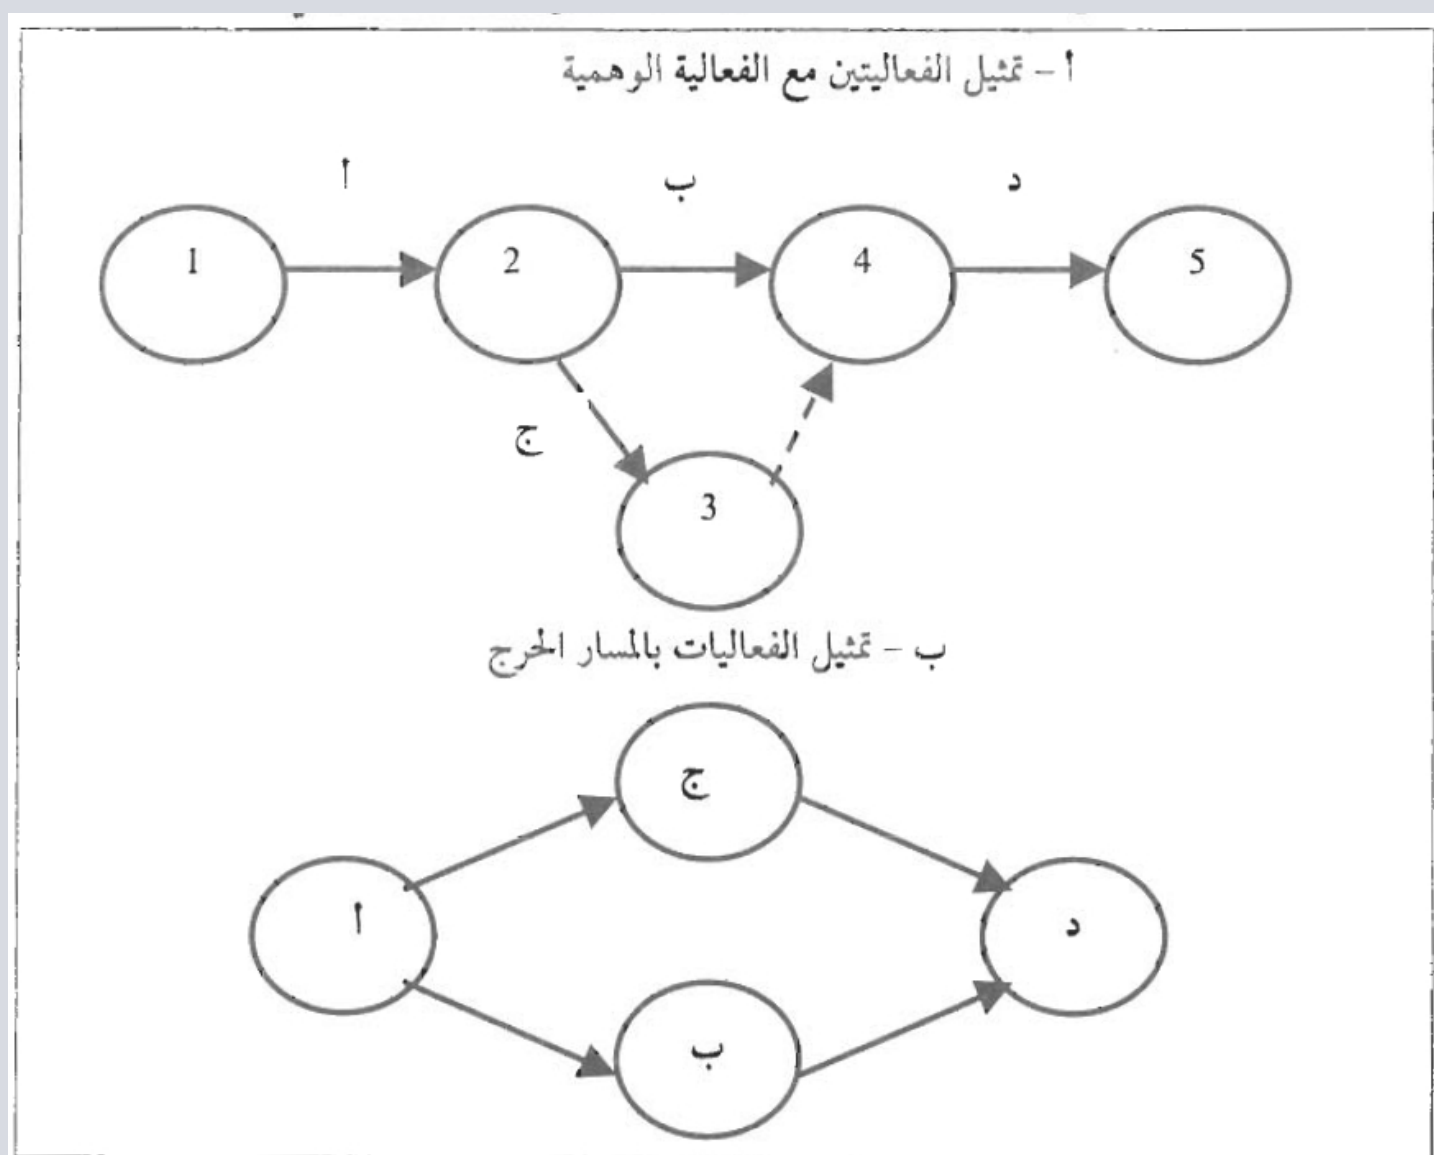 أ – تمثيل الفعاليتين مع الفعالية الوهمية
أ
ب
د
1
2
4
5
ج
3
ب – تمثيل الفعاليات بالمسار الحرج
ج
أ
د
ب